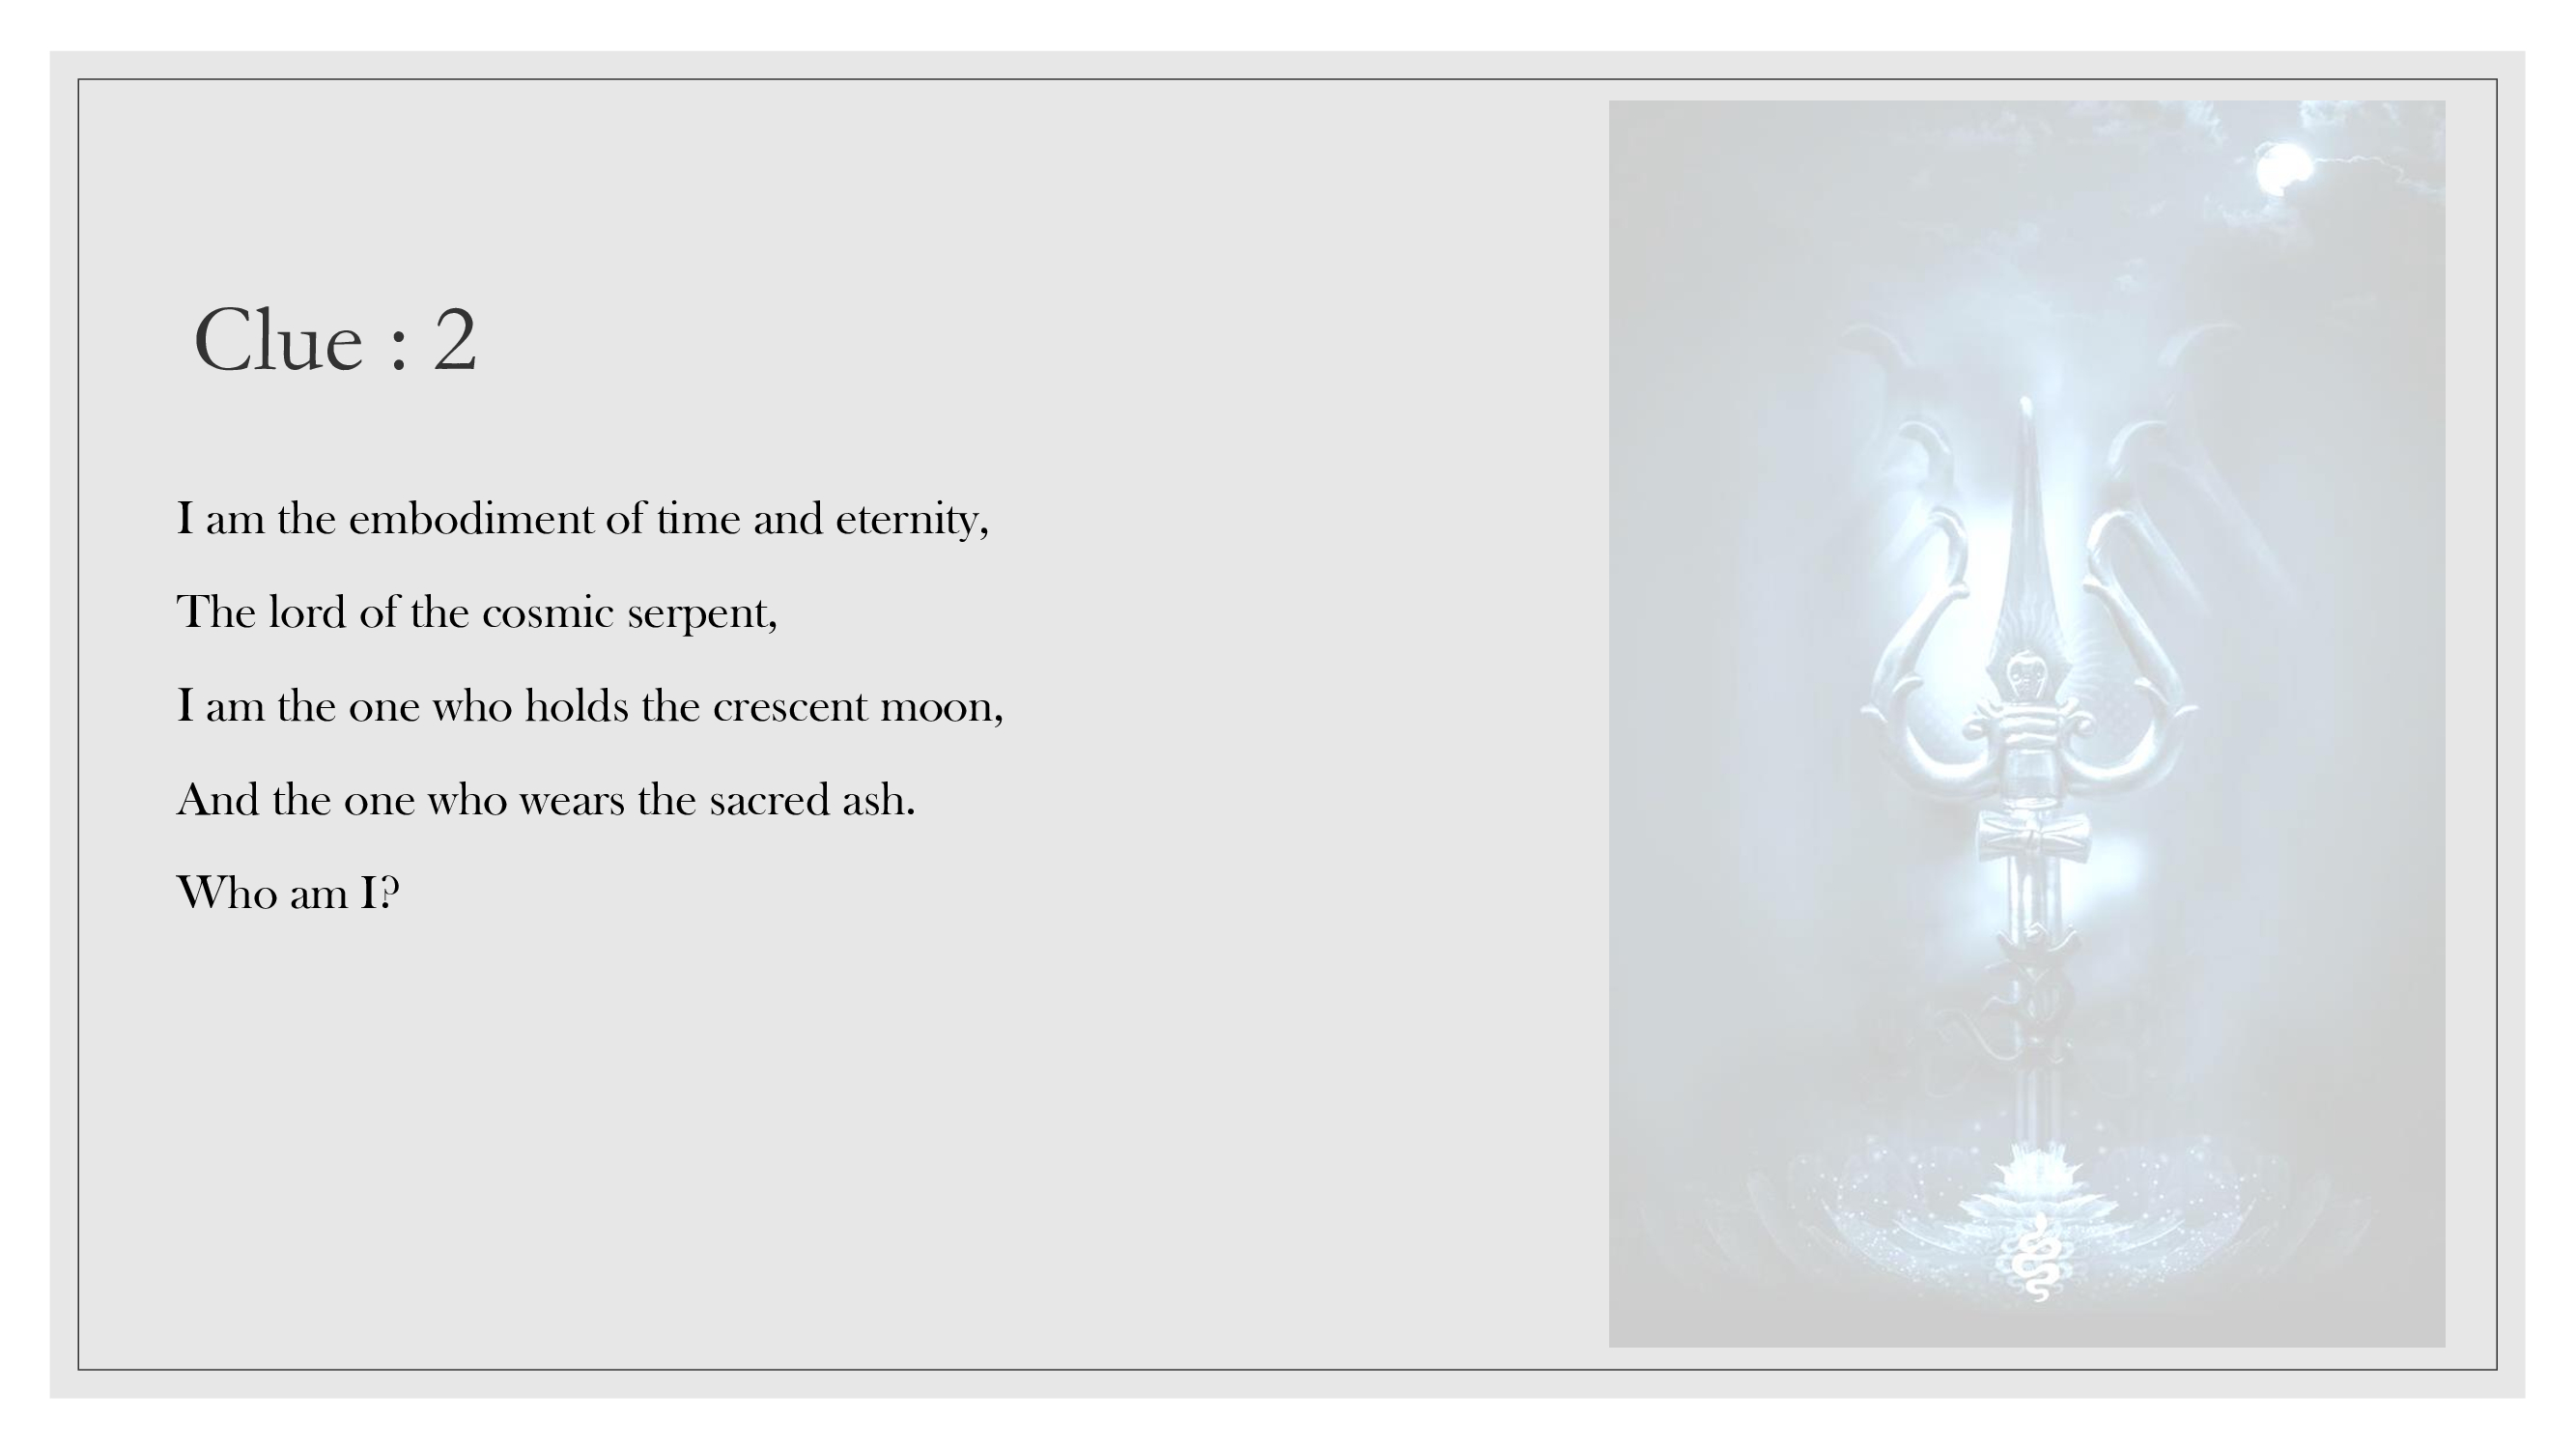 Clue : 2
I am the embodiment of time and eternity,
The lord of the cosmic serpent,
I am the one who holds the crescent moon,
And the one who wears the sacred ash.
Who am I?